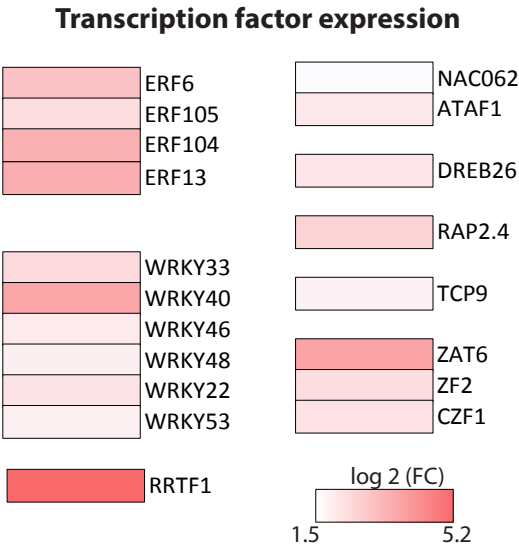 Transcription factor expression
ERF6
ERF105
ERF104
ERF13
WRKY33
WRKY40
WRKY46
WRKY48
WRKY22
WRKY53
RRTF1
NAC062
ATAF1
DREB26
RAP2.4
TCP9
ZAT6
ZF2
CZF1
log 2 (FC)
1.5 5.2